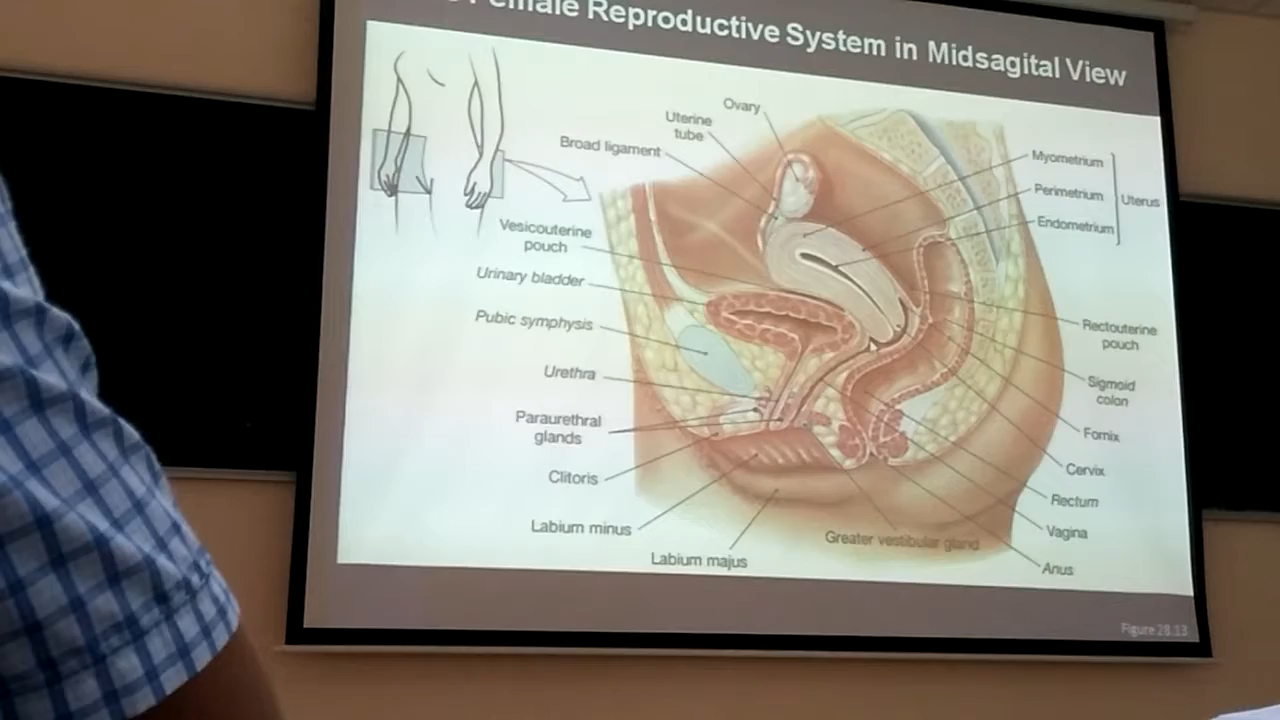 Female Reproductive System in Midsagital View
Ovary
Uterine
tube
Broad ligament
Vesicouterine
pouch
Urinary bladder
Pubic symphysis
Urethra
Paraurethral
glands
Clitoris
Labium minus
Labium majus
Greater vestibular gland
Myometrium
Perimetrium
Endometrium
Uterus
Rectouterine
pouch
Sigmoid
colon
Fornix
Cervix
Rectum
Vagina
Anus
Figure 28.13